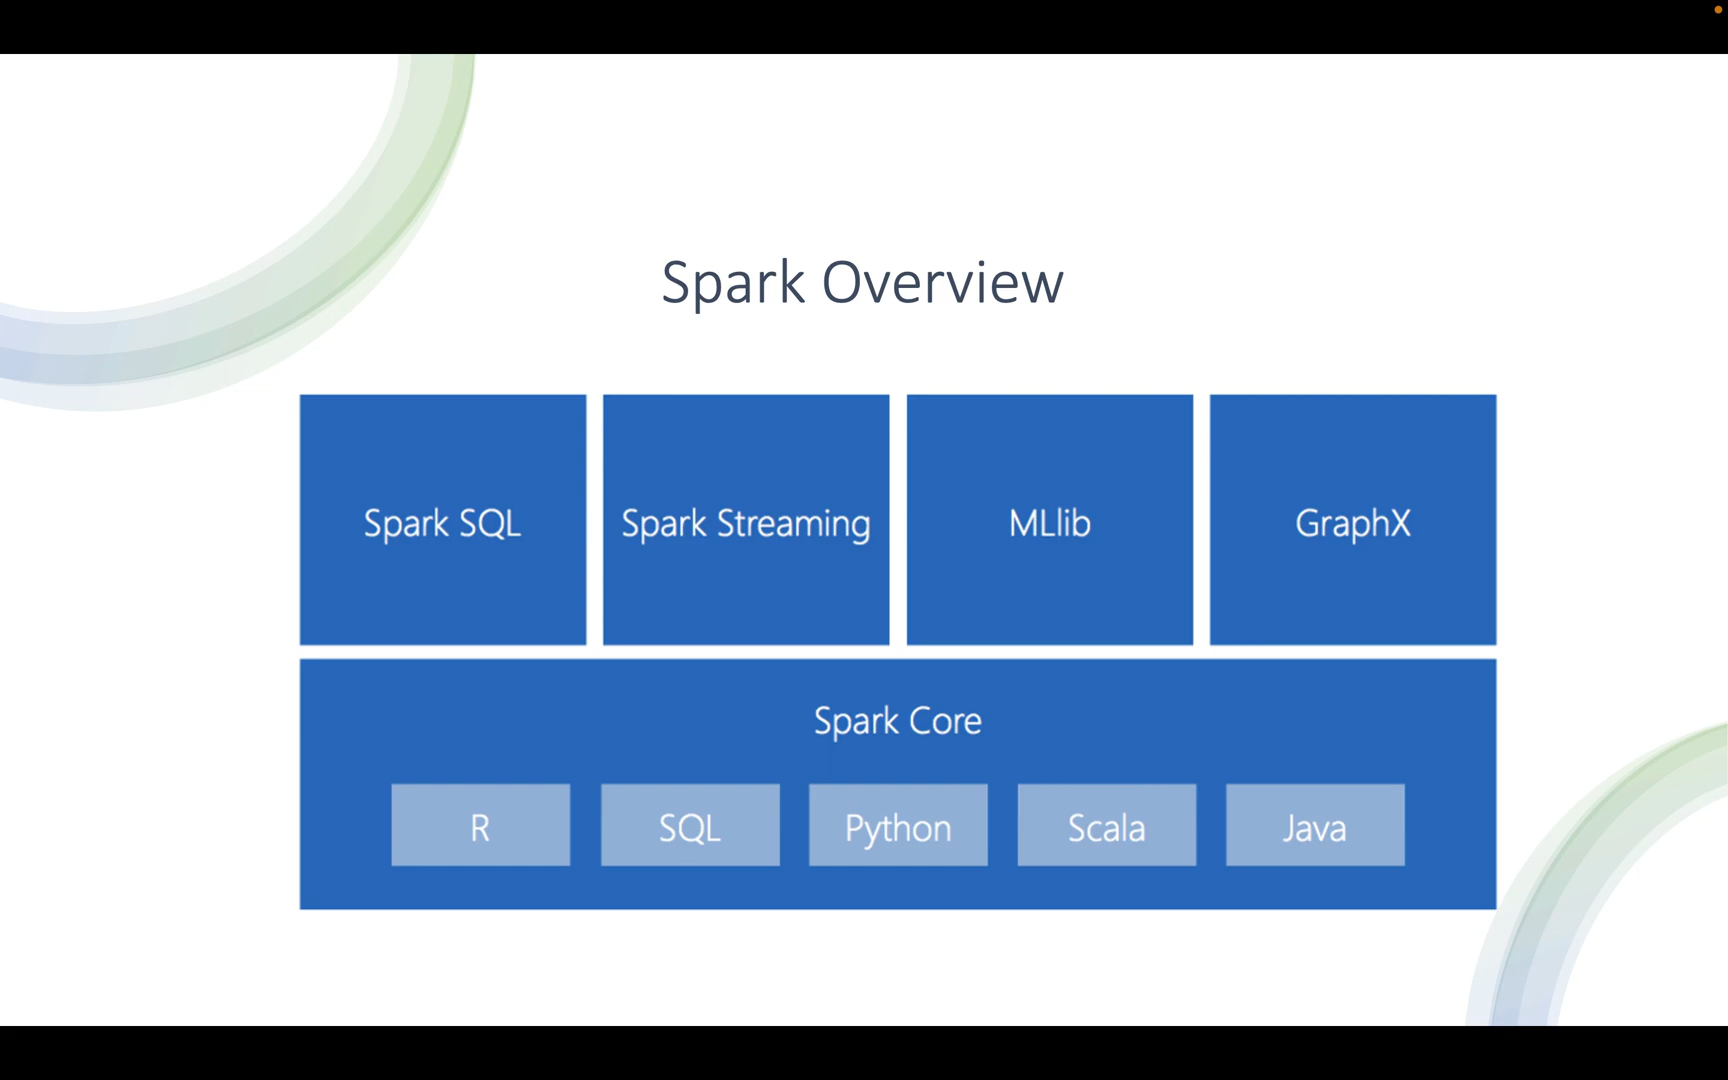 Spark Overview
Spark SQL
Spark Streaming
MLlib
GraphX
Spark Core
R
SQL
Python
Scala
Java